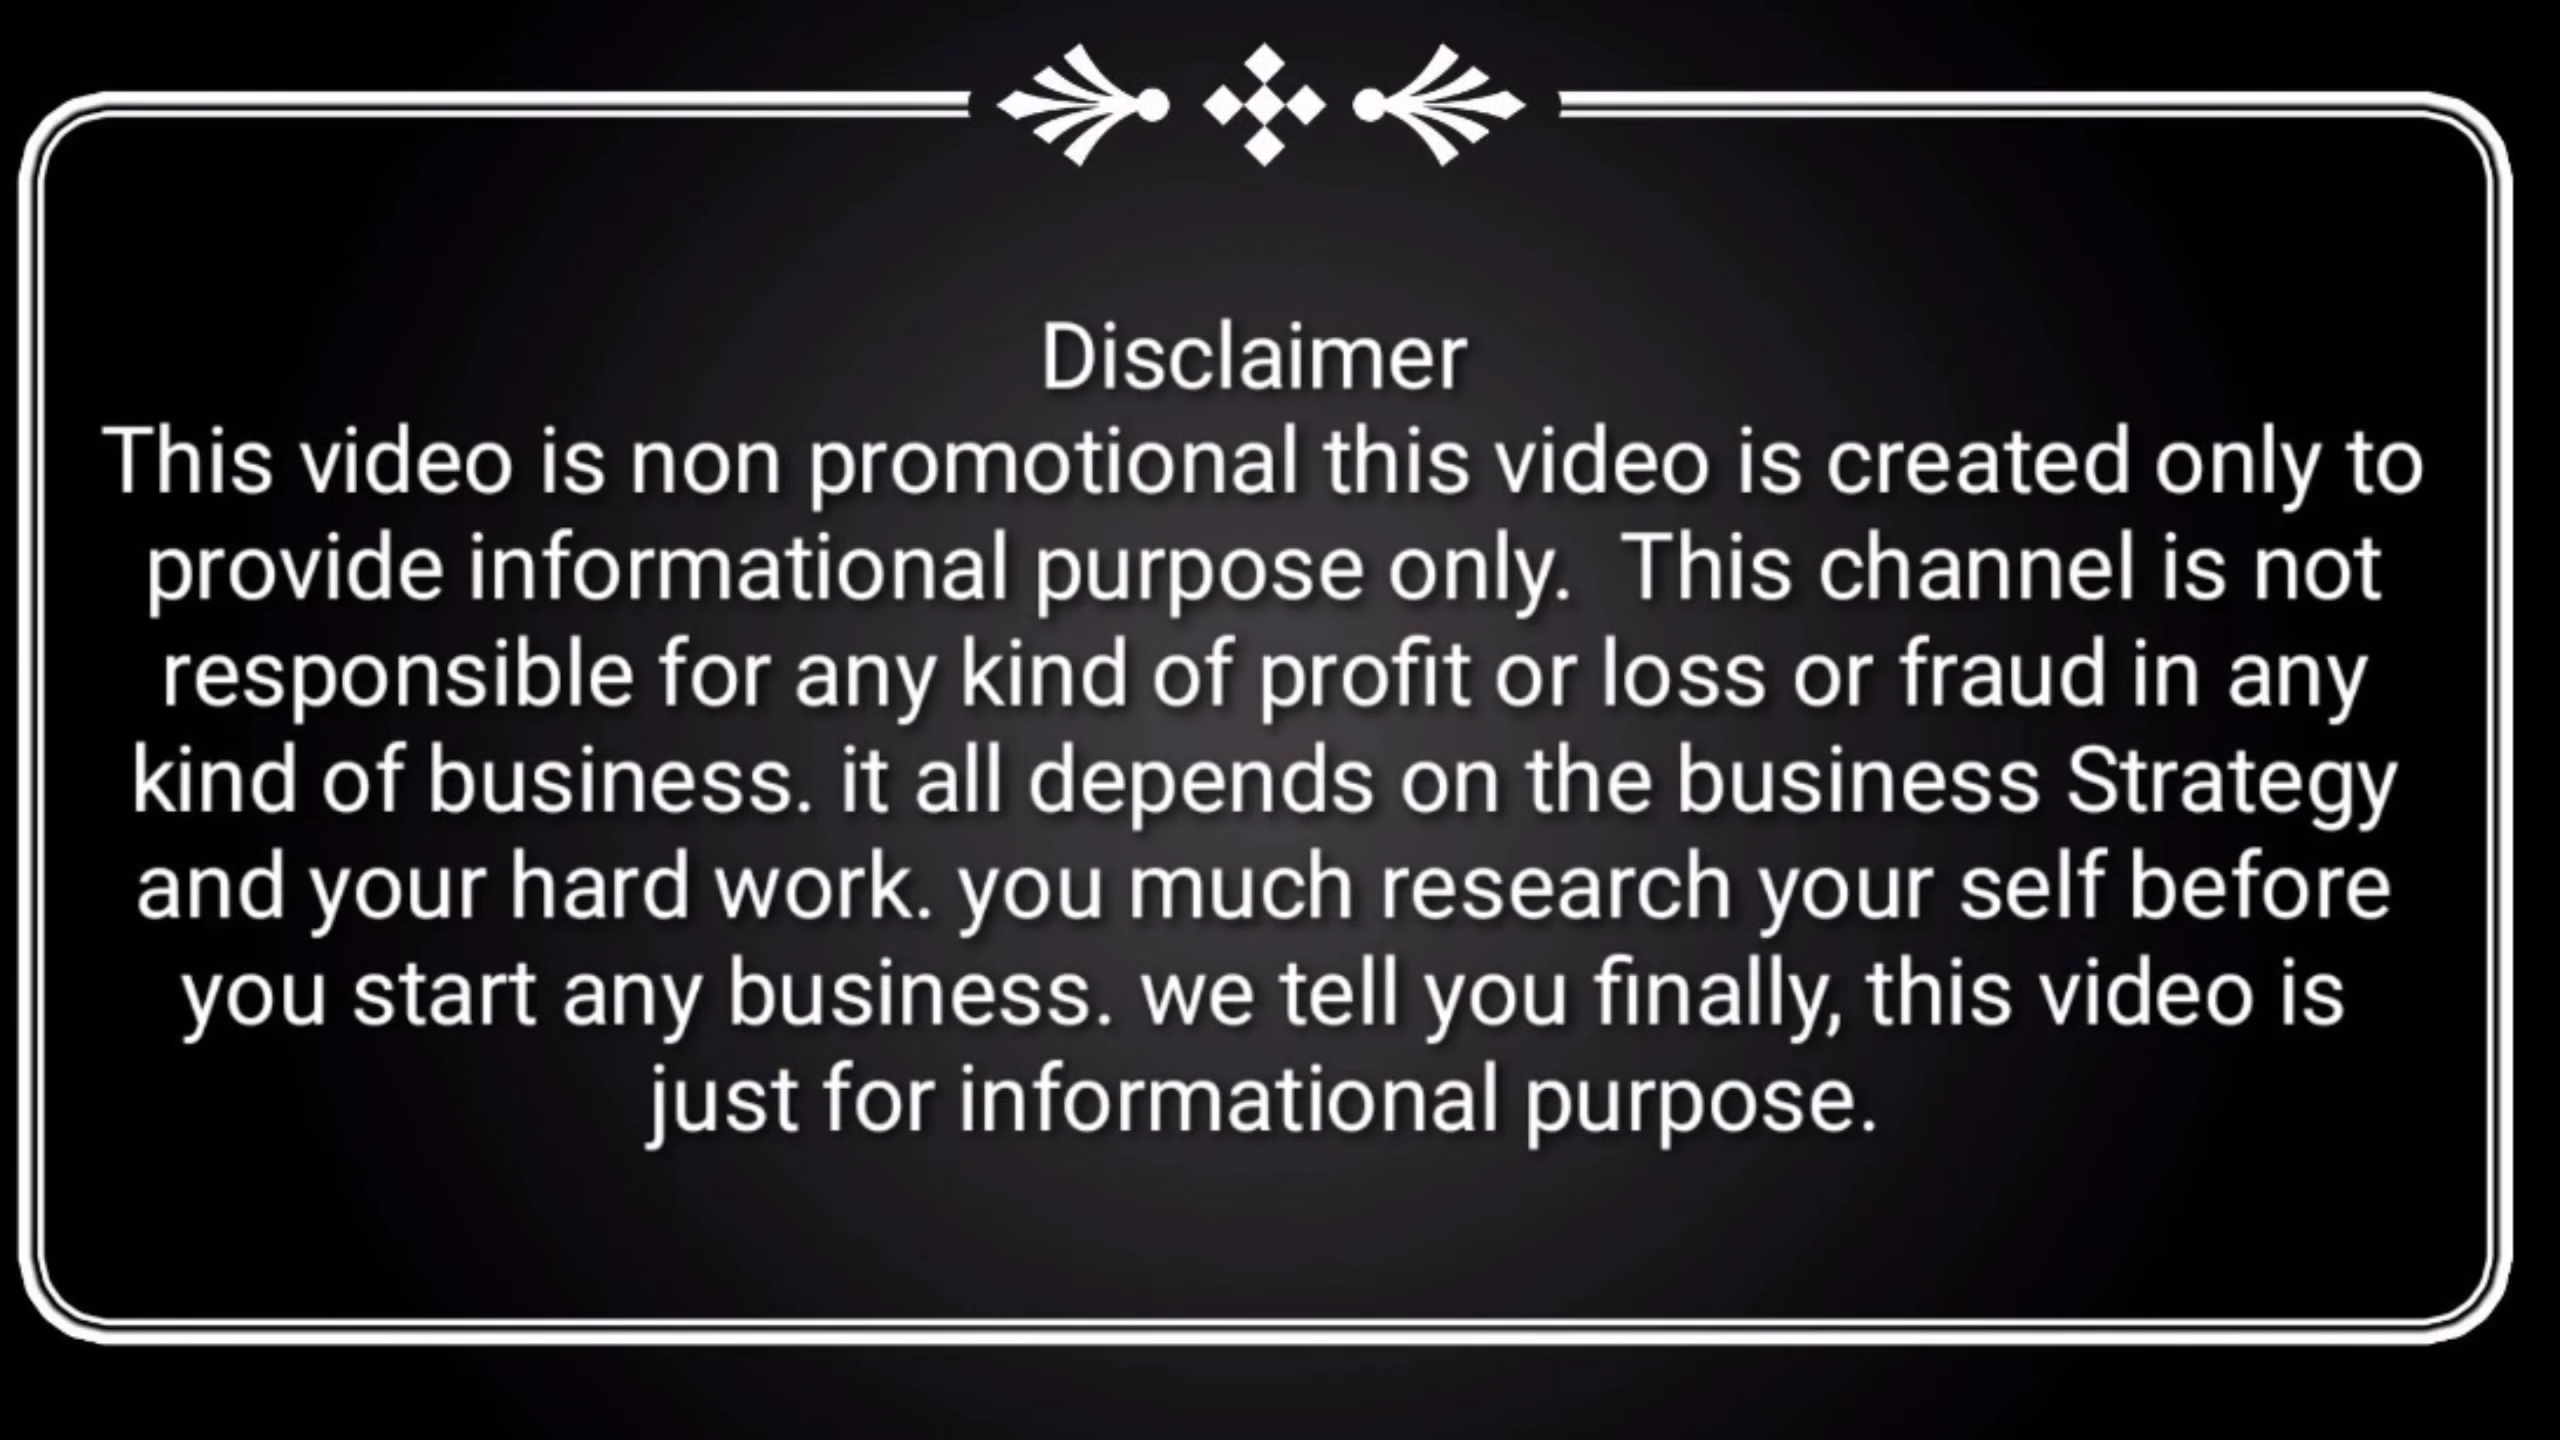 Disclaimer
This video is non promotional this video is created only to
provide informational purpose only.  This channel is not
responsible for any kind of profit or loss or fraud in any
kind of business. it all depends on the business Strategy
and your hard work. you much research your self before
you start any business. we tell you finally, this video is
just for informational purpose.